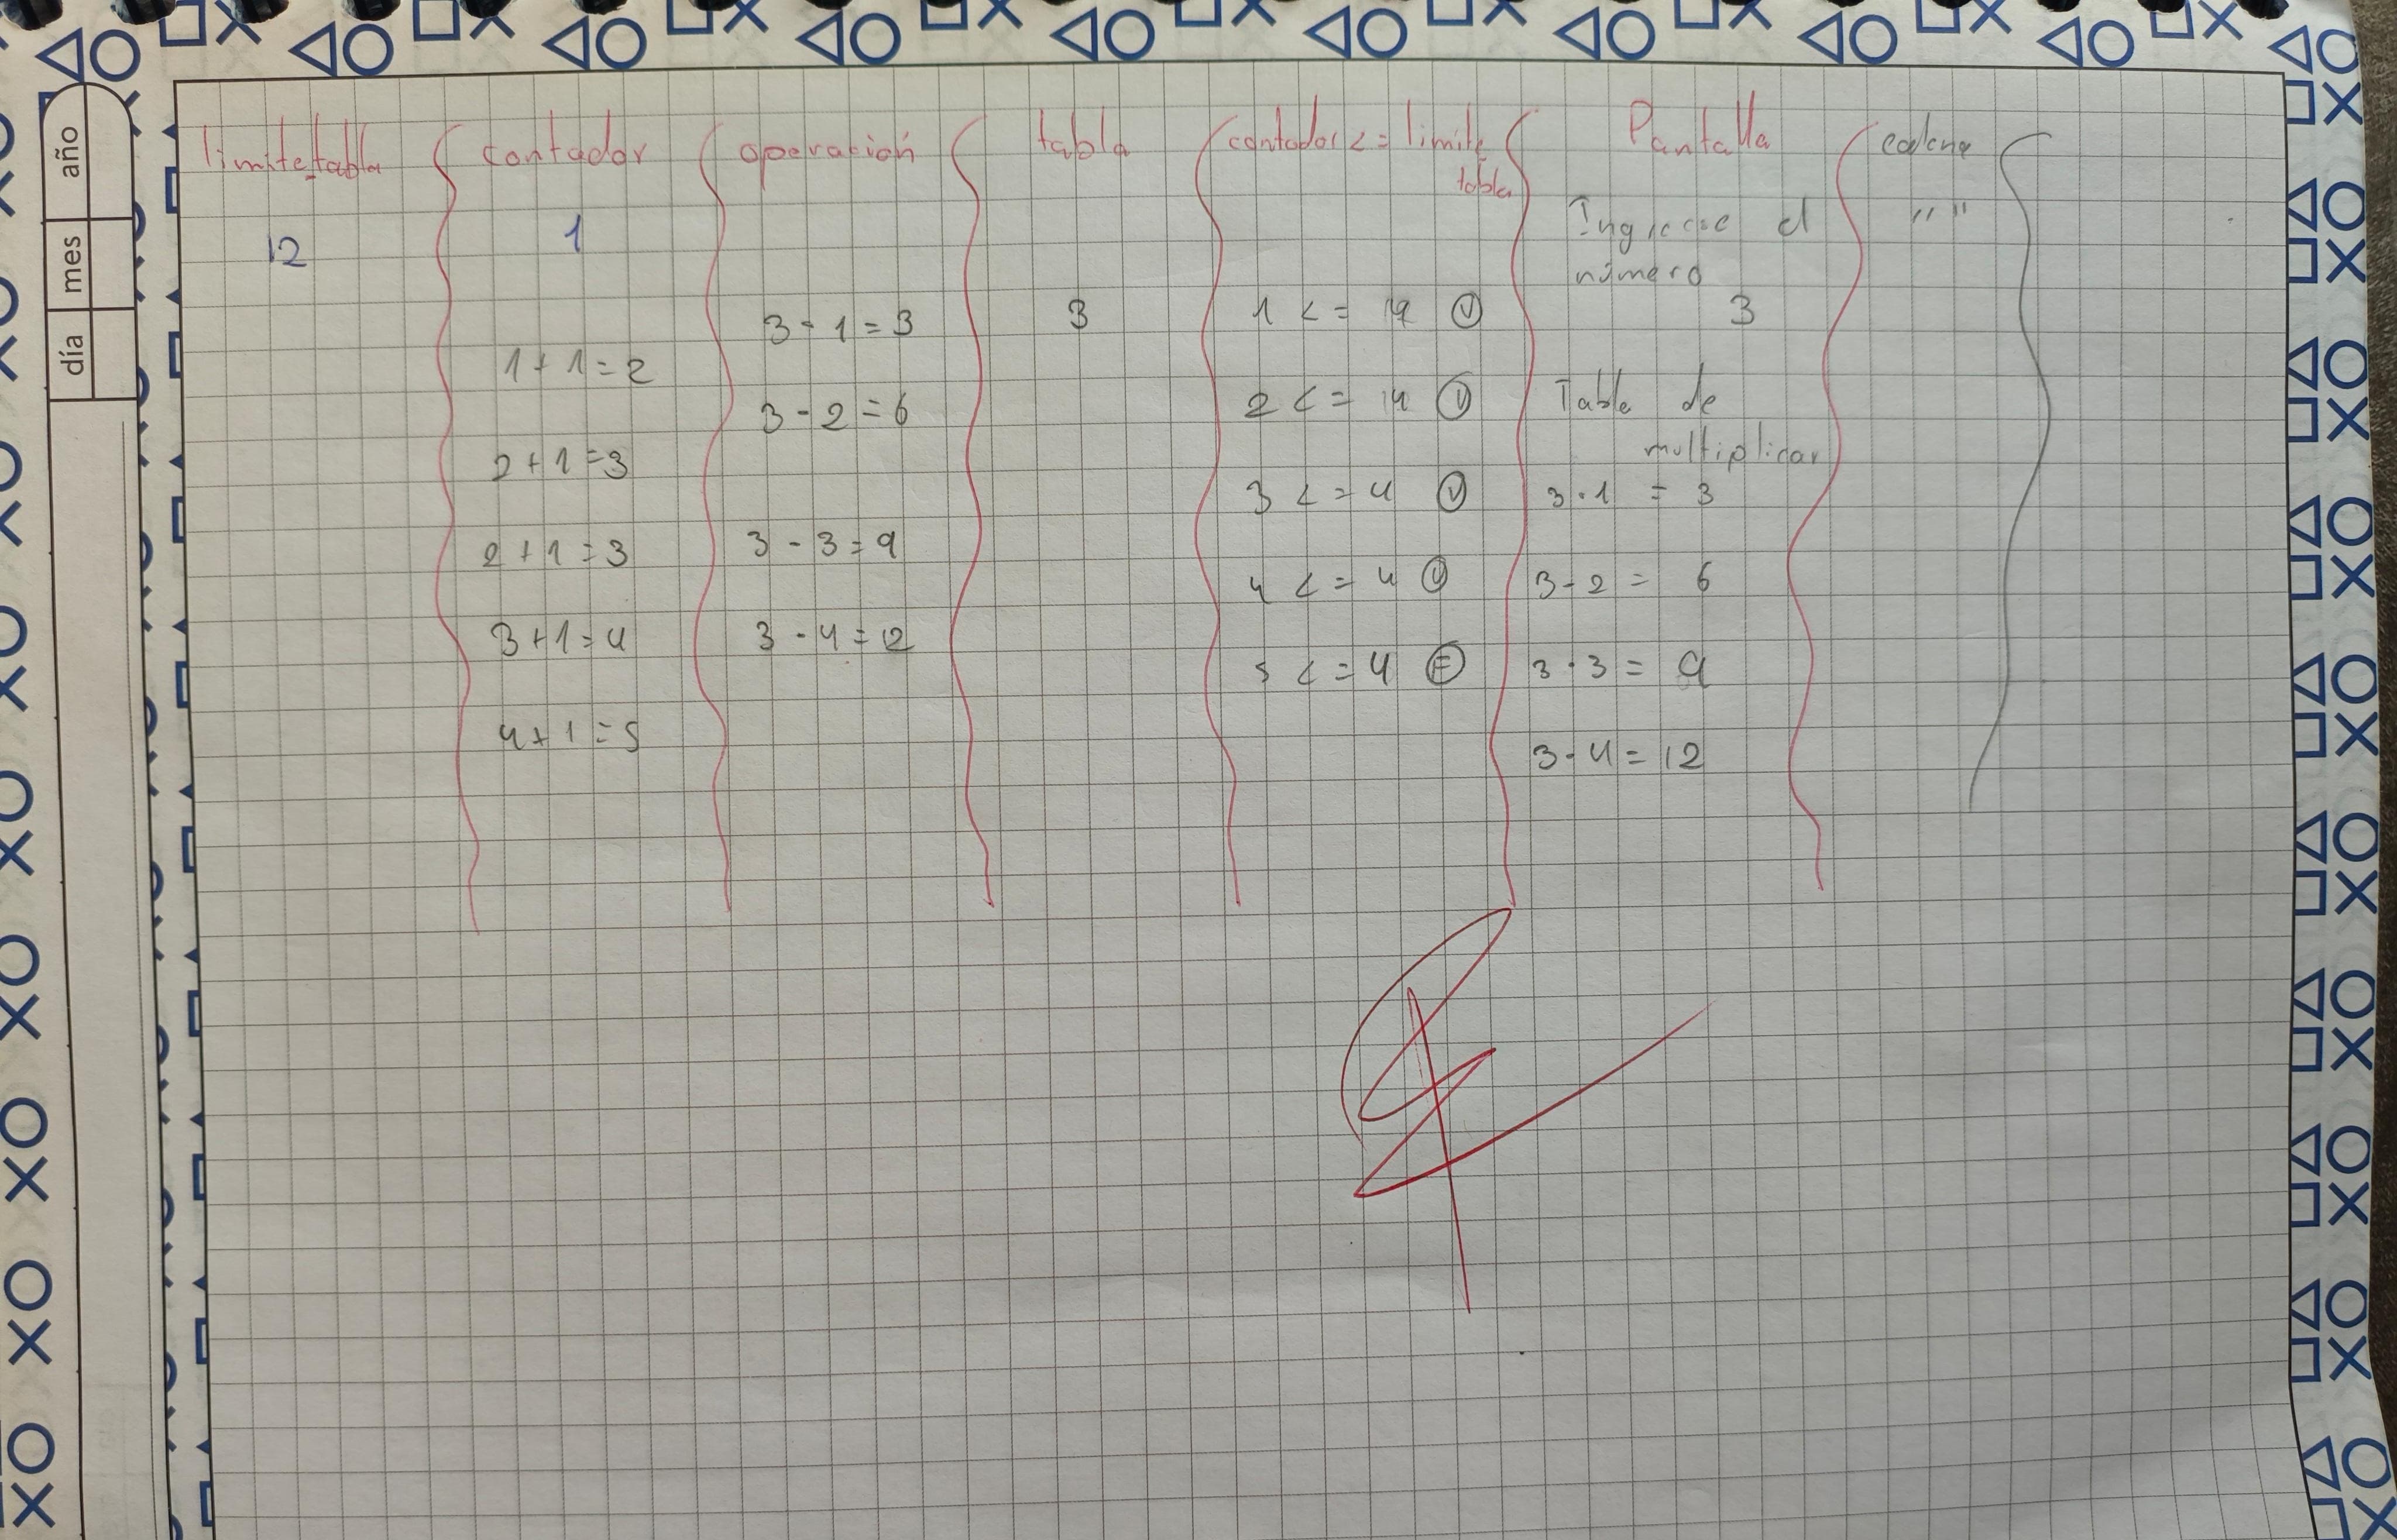 año
mes
día
limite_tabla
12
contador
1
1+1=2
2+1=3
2+1=3
3+1=4
4+1=5
operación
3-1=3
3-2=6
3-3=9
3-4=12
tabla
3
contador <= limite
tabla
1 <= 14 V
2 <= 14 V
3 <= 4 V
4 <= 4 V
5 <= 4 F
Pantalla
Ingrese el
número
3
Tabla de
multiplicar
3·1 = 3
3-2 = 6
3·3 = 9
3·4 = 12
cadena
" "